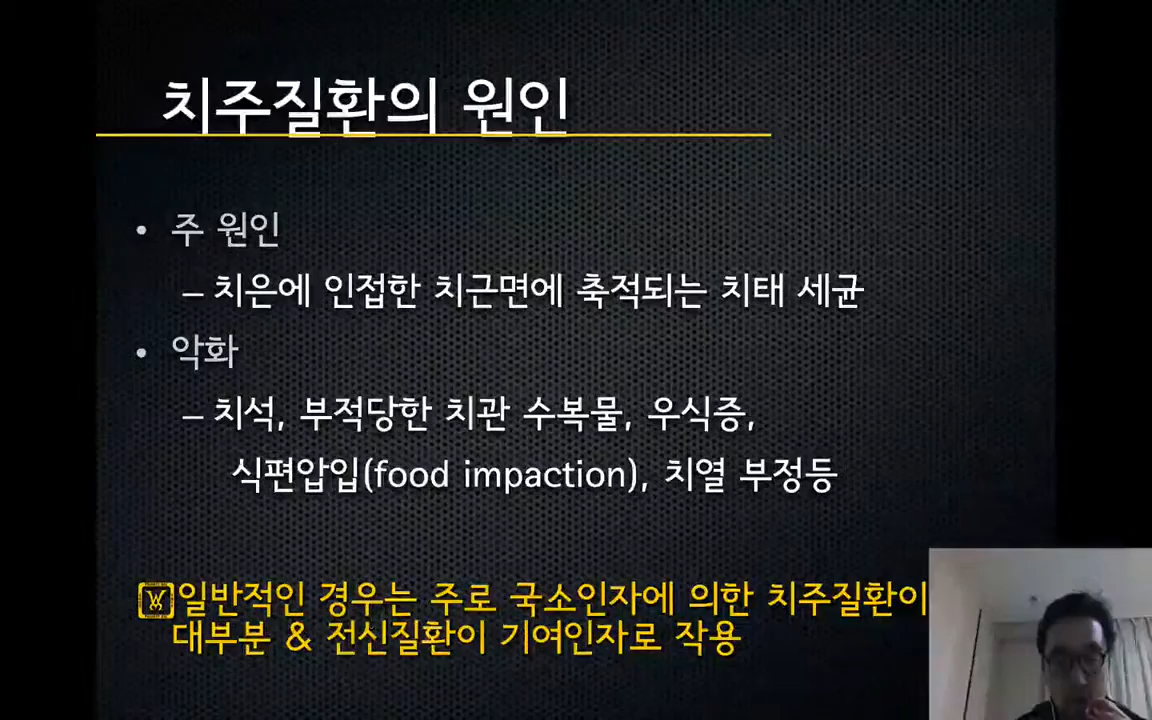 치주질환의 원인
• 주 원인
– 치은에 인접한 치근면에 축적되는 치태 세균
• 악화
– 치석, 부적당한 치관 수복물, 우식증,
식편압입(food impaction), 치열 부정등
일반적인 경우는 주로 국소인자에 의한 치주질환이
대부분 & 전신질환이 기여인자로 작용